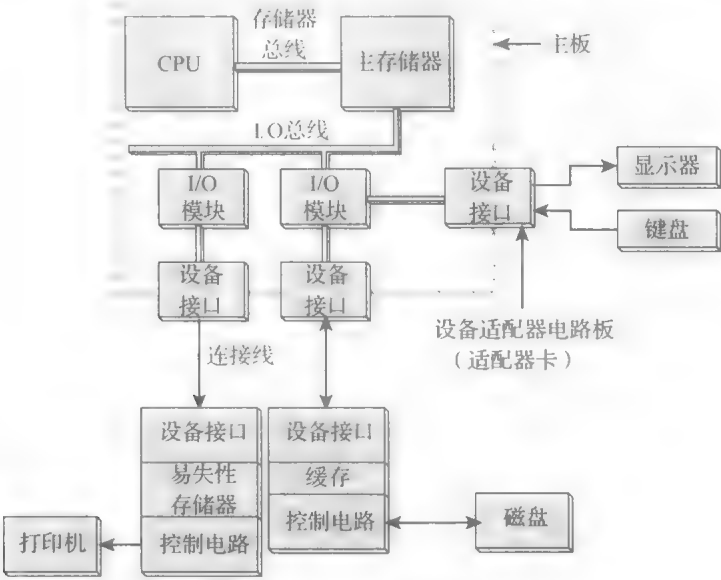 存储器
总线
CPU
主存储器
主板
I/O总线
I/O
模块
I/O
模块
设备
接口
显示器
键盘
设备
接口
设备
接口
设备适配器电路板
(适配器卡)
连接线
设备接口
易失性
存储器
控制电路
设备接口
缓存
控制电路
打印机
磁盘